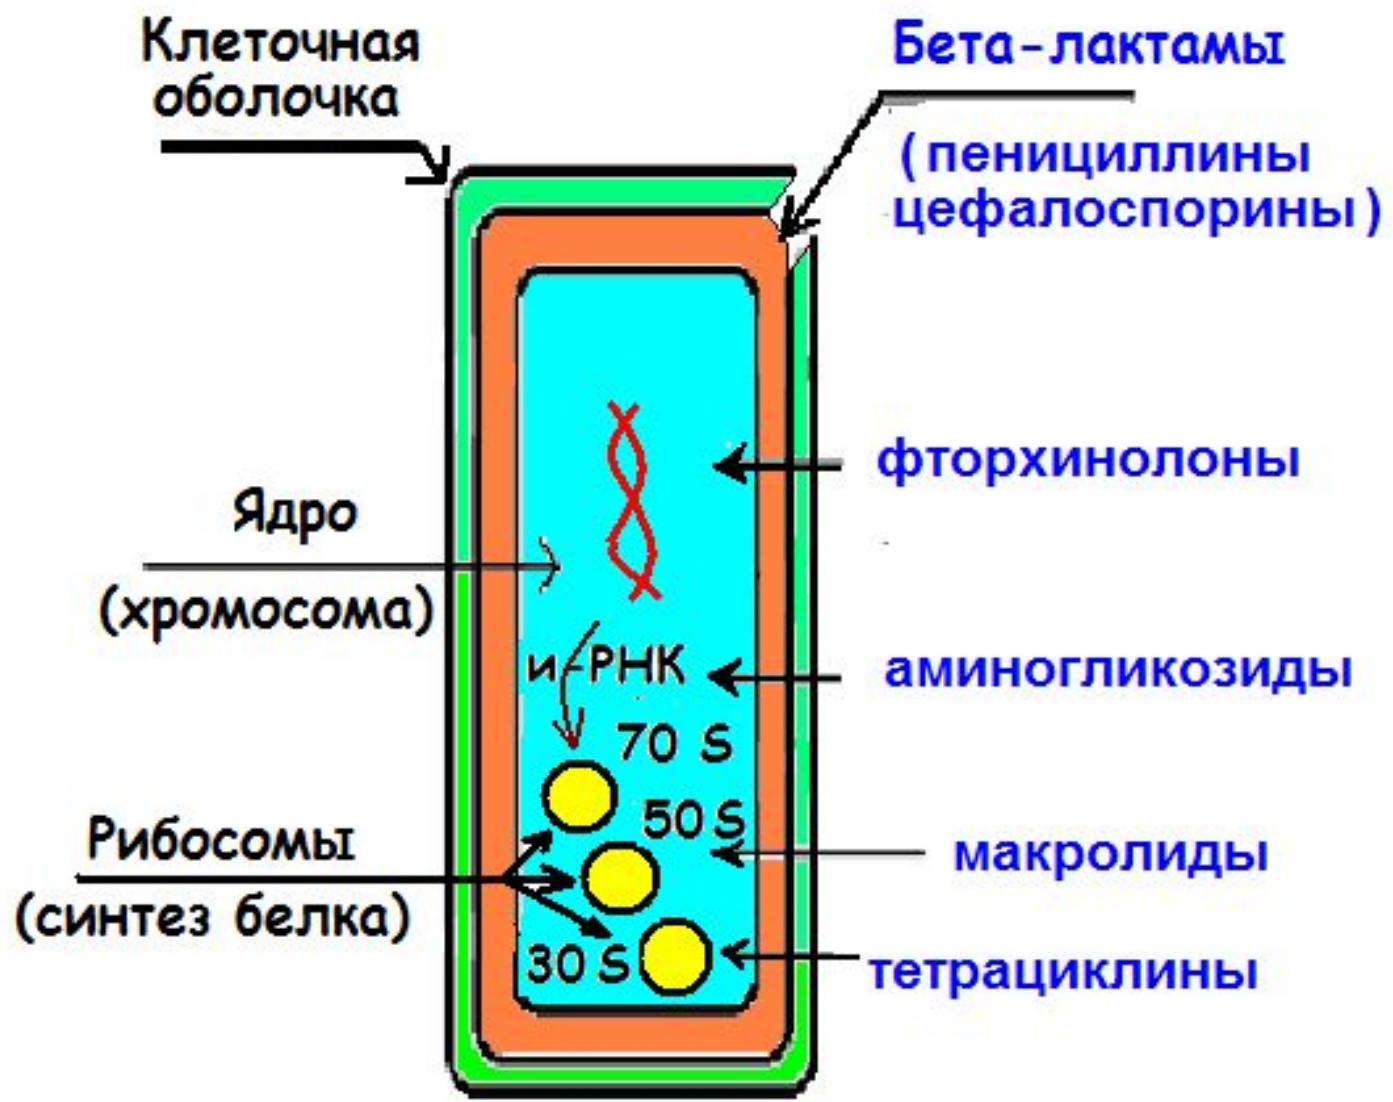 Клеточная
оболочка
Бета-лактамы
(пенициллины
цефалоспорины)
фторхинолоны
Ядро
(хромосома)
и-РНК
аминогликозиды
70 S
50 S
Рибосомы
(синтез белка)
макролиды
30 S
тетрациклины